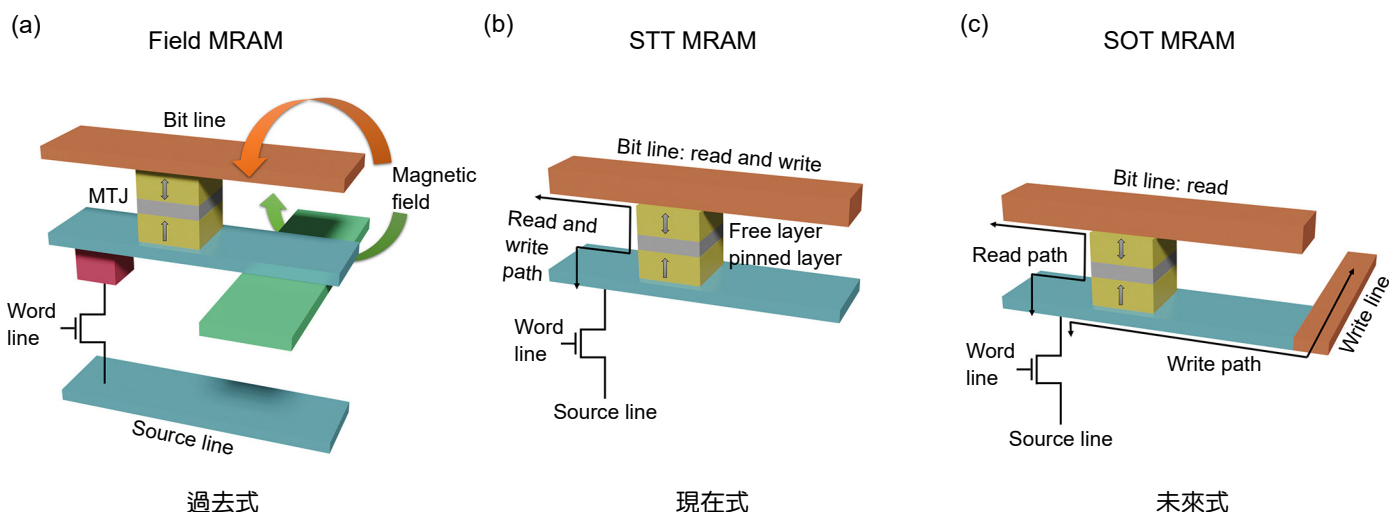 (a)
Field MRAM
Bit line
Magnetic
field
MTJ
Word
line
Source line
過去式
(b)
STT MRAM
Bit line: read and write
Read and
write
path
Free layer
pinned layer
Word
line
Source line
現在式
(c)
SOT MRAM
Bit line: read
Read path
Write line
Write path
Word
line
Source line
未來式